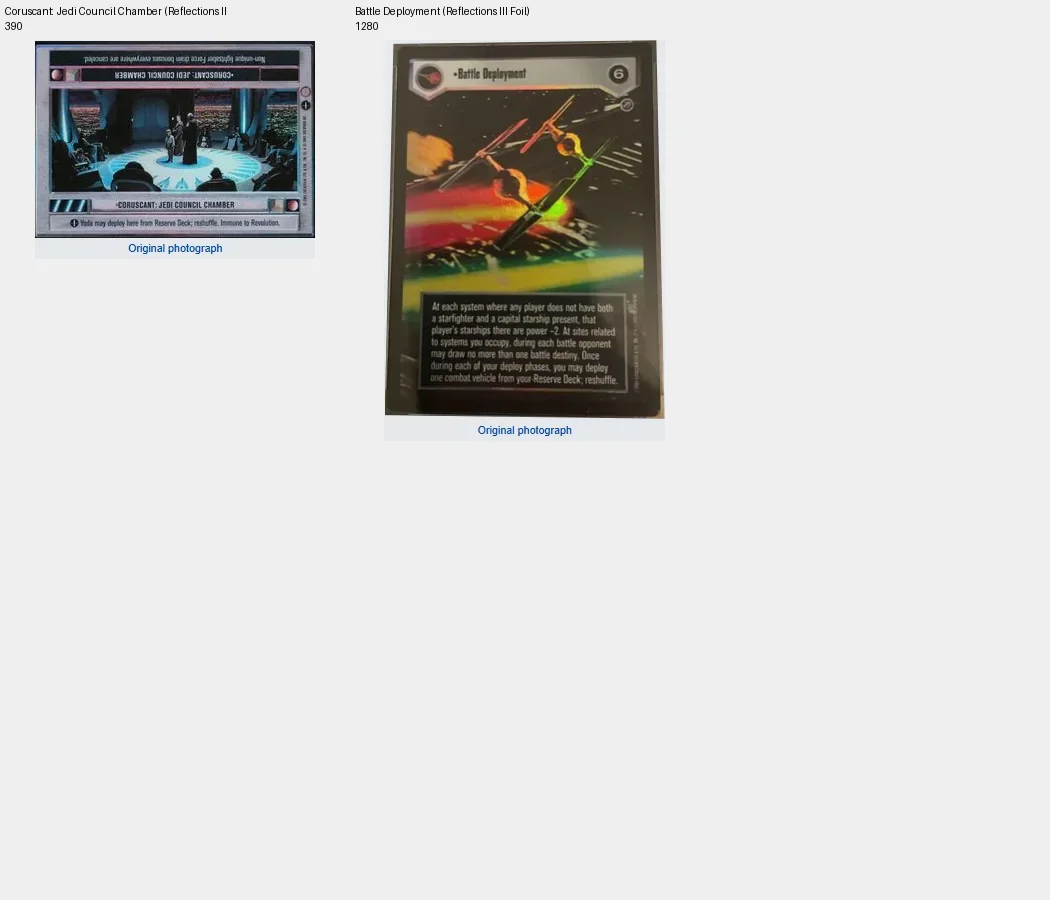 Coruscant: Jedi Council Chamber (Reflections II
390
Non-unique lightsaber Force drain bonuses everywhere are canceled.
•CORUSCANT: JEDI COUNCIL CHAMBER
•CORUSCANT: JEDI COUNCIL CHAMBER
Yoda may deploy here from Reserve Deck; reshuffle. Immune to Revolution.
Original photograph
Battle Deployment (Reflections III Foil)
1280
•Battle Deployment
6
At each system where any player does not have both
a starfighter and a capital starship present, that
player's starships there are power –2. At sites related
to systems you occupy, during each battle opponent
may draw no more than one battle destiny. Once
during each of your deploy phases, you may deploy
one combat vehicle from your Reserve Deck; reshuffle.
Original photograph